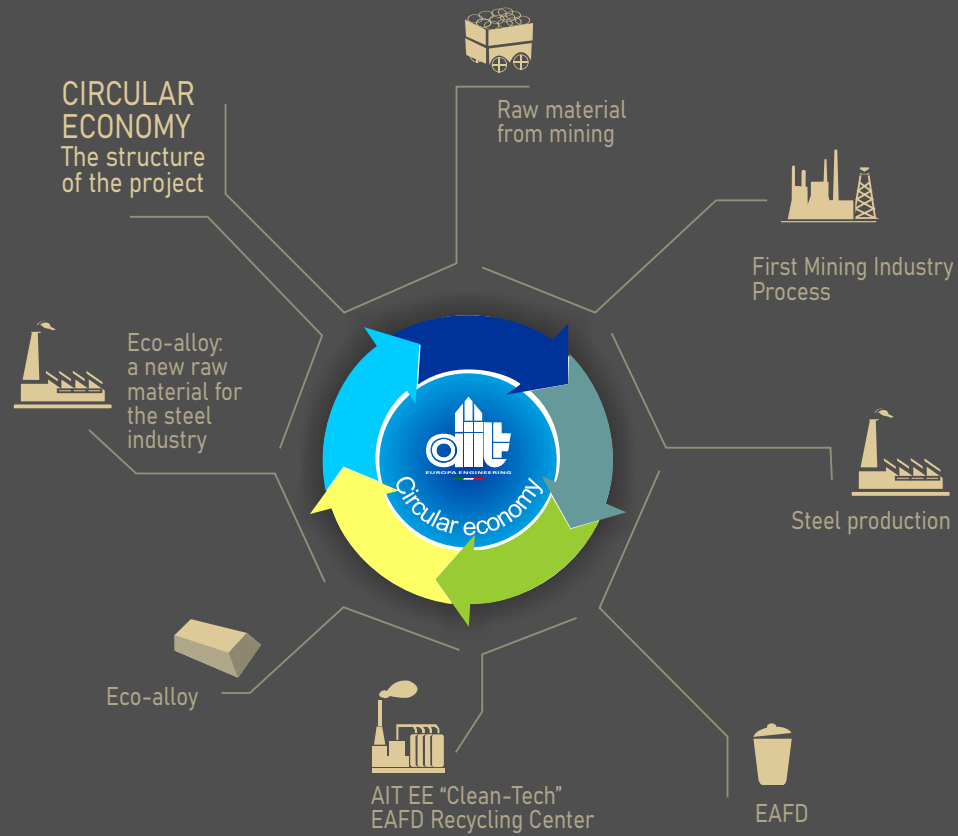 CIRCULAR
ECONOMY
The structure
of the project
Raw material
from mining
First Mining Industry
Process
Steel production
EAFD
AIT EE “Clean-Tech”
EAFD Recycling Center
Eco-alloy
Eco-alloy:
a new raw
material for
the steel
industry
ait
EUROPA ENGINEERING
Circular economy